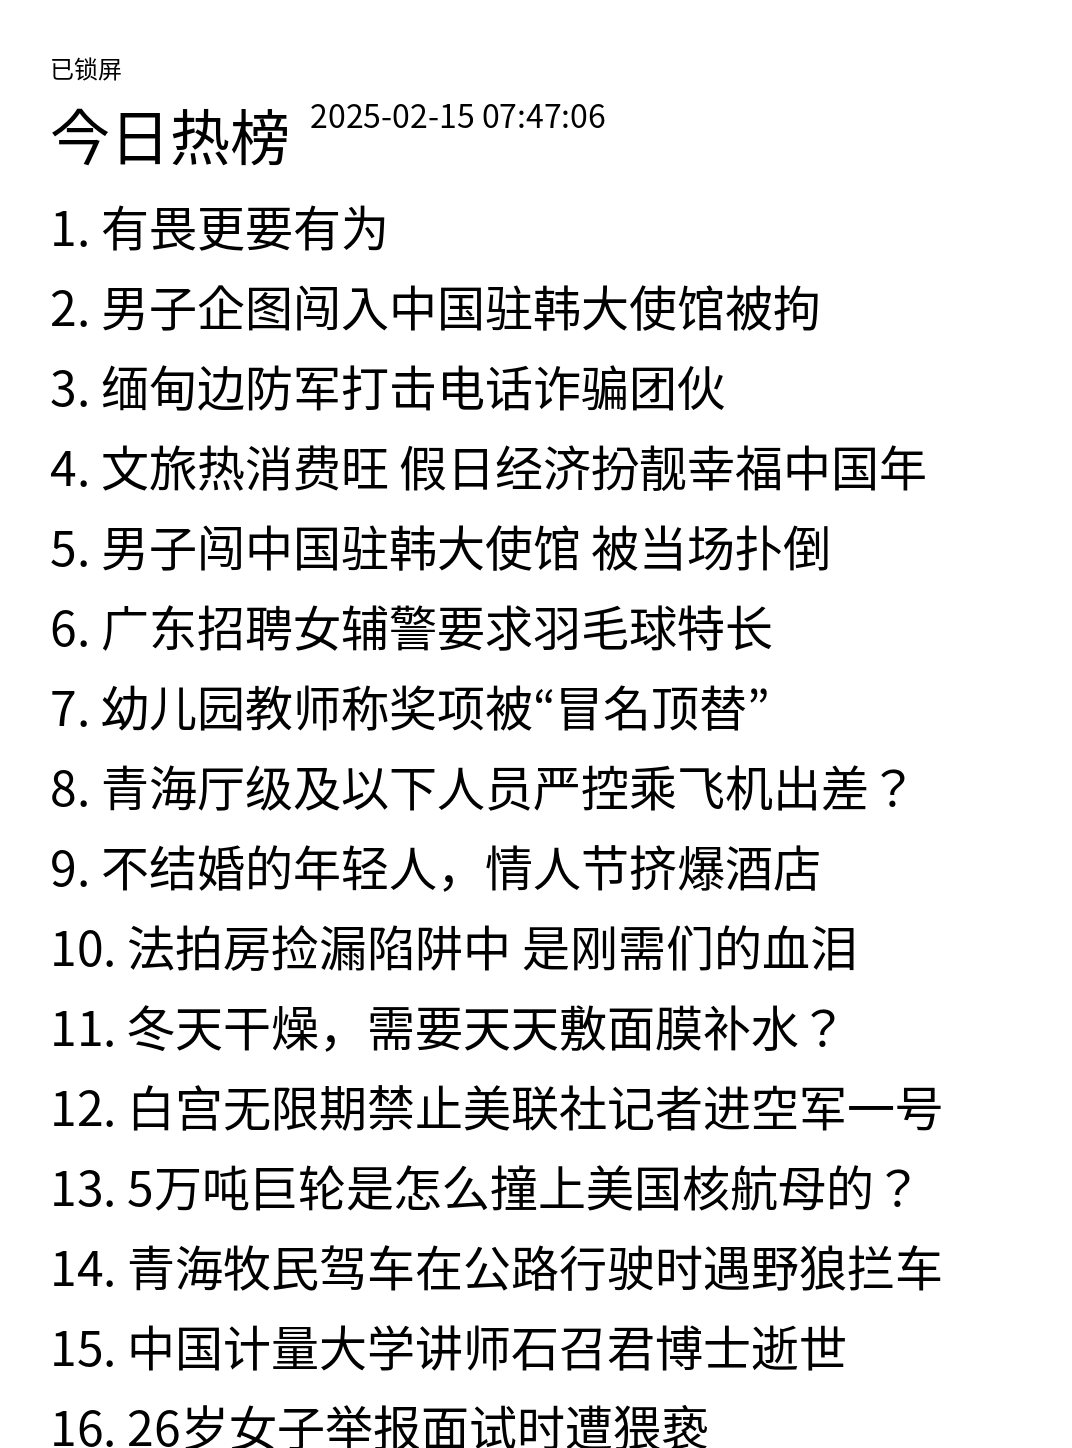 已锁屏
今日热榜 2025-02-15 07:47:06
1. 有畏更要有为
2. 男子企图闯入中国驻韩大使馆被拘
3. 缅甸边防军打击电话诈骗团伙
4. 文旅热消费旺 假日经济扮靓幸福中国年
5. 男子闯中国驻韩大使馆 被当场扑倒
6. 广东招聘女辅警要求羽毛球特长
7. 幼儿园教师称奖项被“冒名顶替”
8. 青海厅级及以下人员严控乘飞机出差？
9. 不结婚的年轻人，情人节挤爆酒店
10. 法拍房捡漏陷阱中 是刚需们的血泪
11. 冬天干燥，需要天天敷面膜补水？
12. 白宫无限期禁止美联社记者进空军一号
13. 5万吨巨轮是怎么撞上美国核航母的？
14. 青海牧民驾车在公路行驶时遇野狼拦车
15. 中国计量大学讲师石召君博士逝世
16. 26岁女子举报面试时遭猥亵